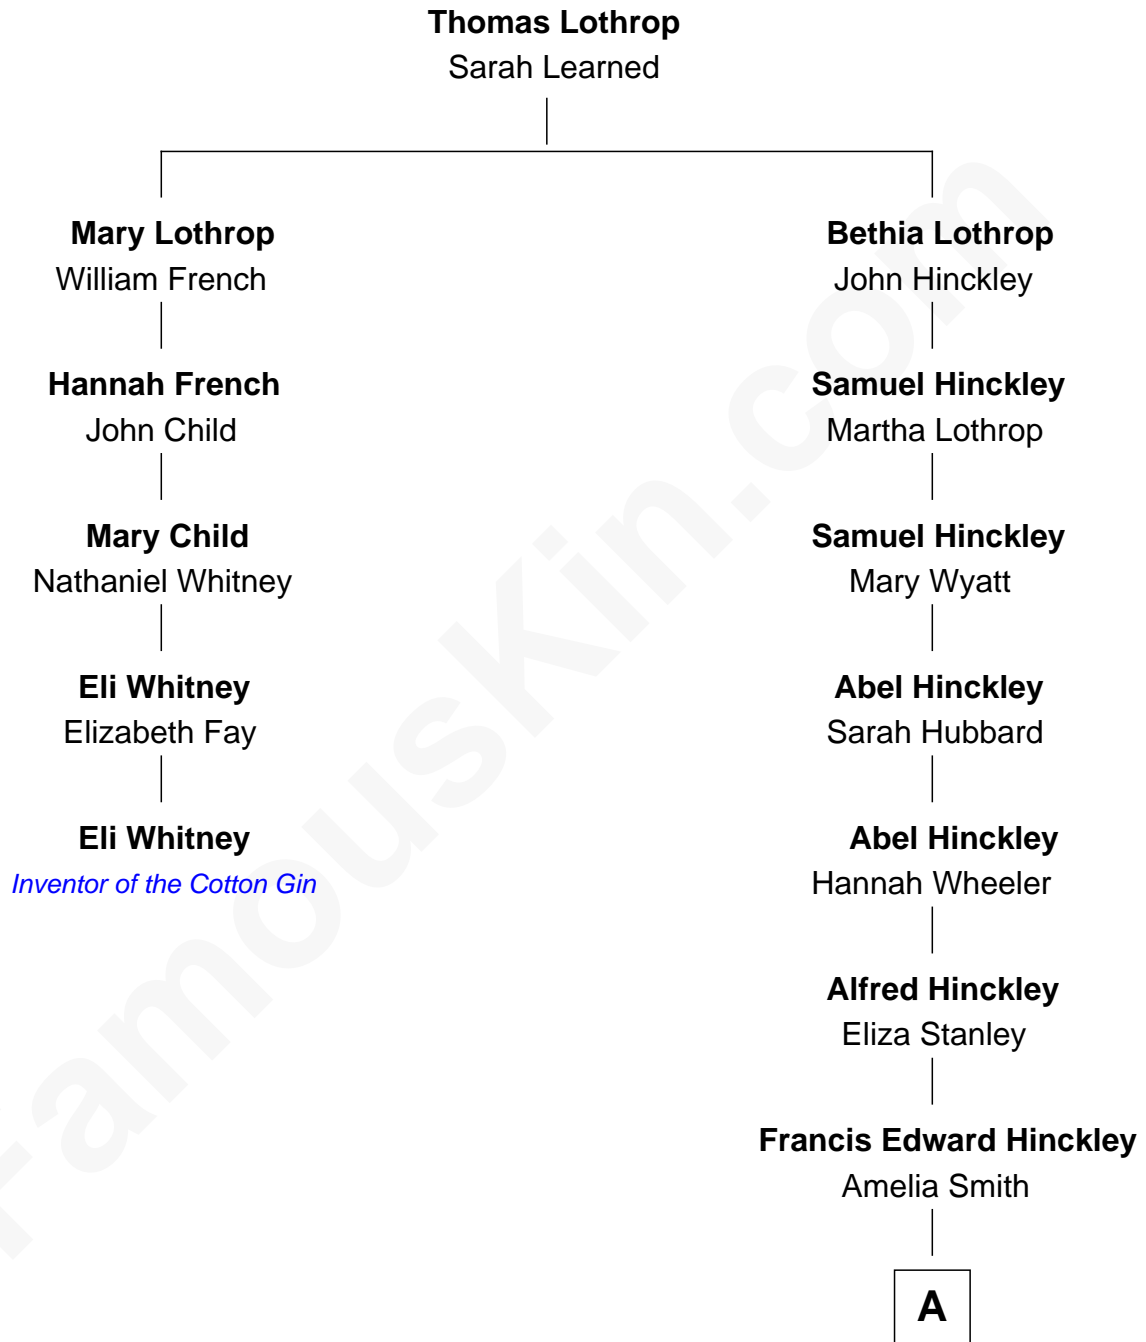 Thomas Lothrop
Sarah Learned
Mary Lothrop
William French
Hannah French
John Child
Mary Child
Nathaniel Whitney
Eli Whitney
Elizabeth Fay
Eli Whitney
Inventor of the Cotton Gin
Bethia Lothrop
John Hinckley
Samuel Hinckley
Martha Lothrop
Samuel Hinckley
Mary Wyatt
Abel Hinckley
Sarah Hubbard
Abel Hinckley
Hannah Wheeler
Alfred Hinckley
Eliza Stanley
Francis Edward Hinckley
Amelia Smith
A
FamousKin.com